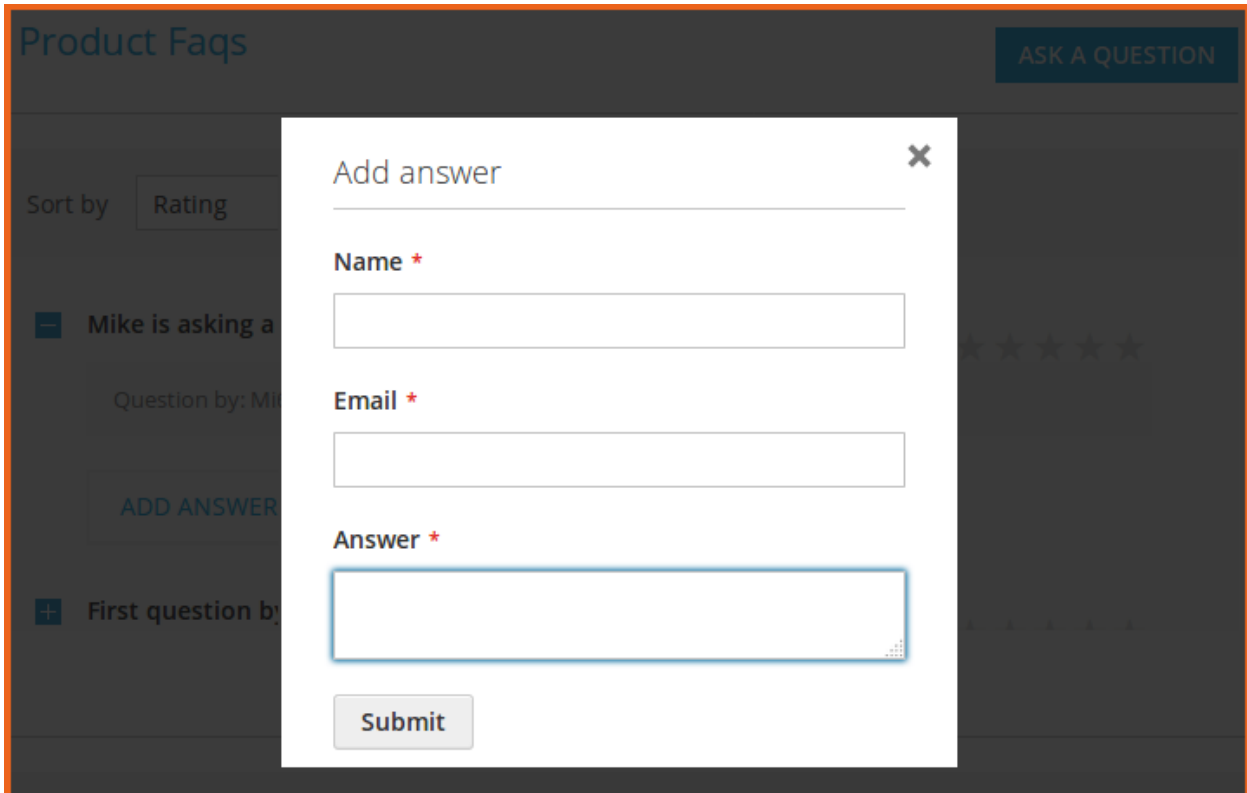 Product Faqs
ASK A QUESTION
Add answer
Sort by
Rating
Name *
Mike is asking a
Question by:
Email *
ADD ANSWER
Answer *
First question by
Submit